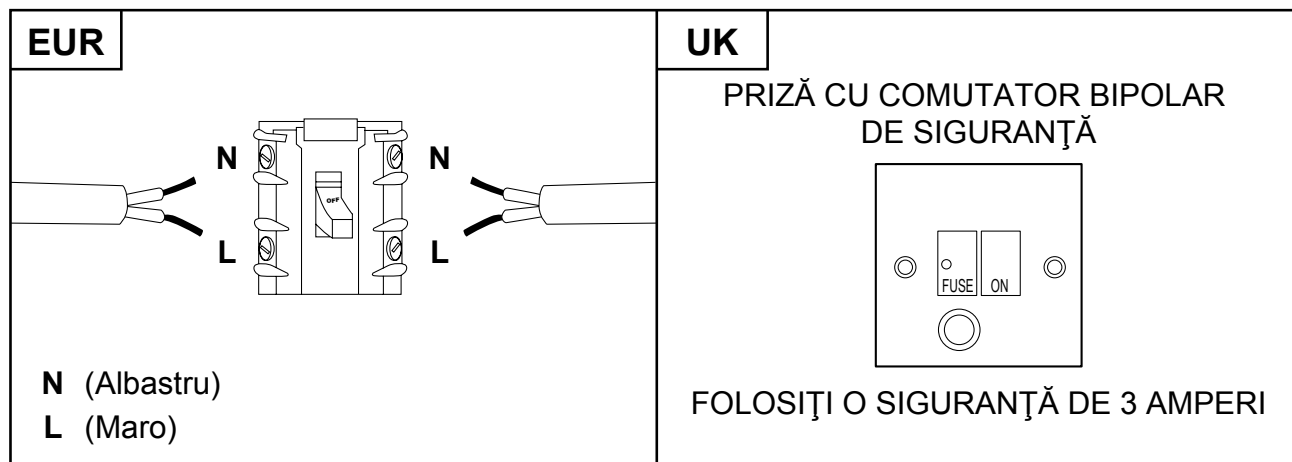 EUR
N
N
OFF
L
L
N (Albastru)
L (Maro)
UK
PRIZĂ CU COMUTATOR BIPOLAR
DE SIGURANŢĂ
FUSE ON
FOLOSIŢI O SIGURANŢĂ DE 3 AMPERI